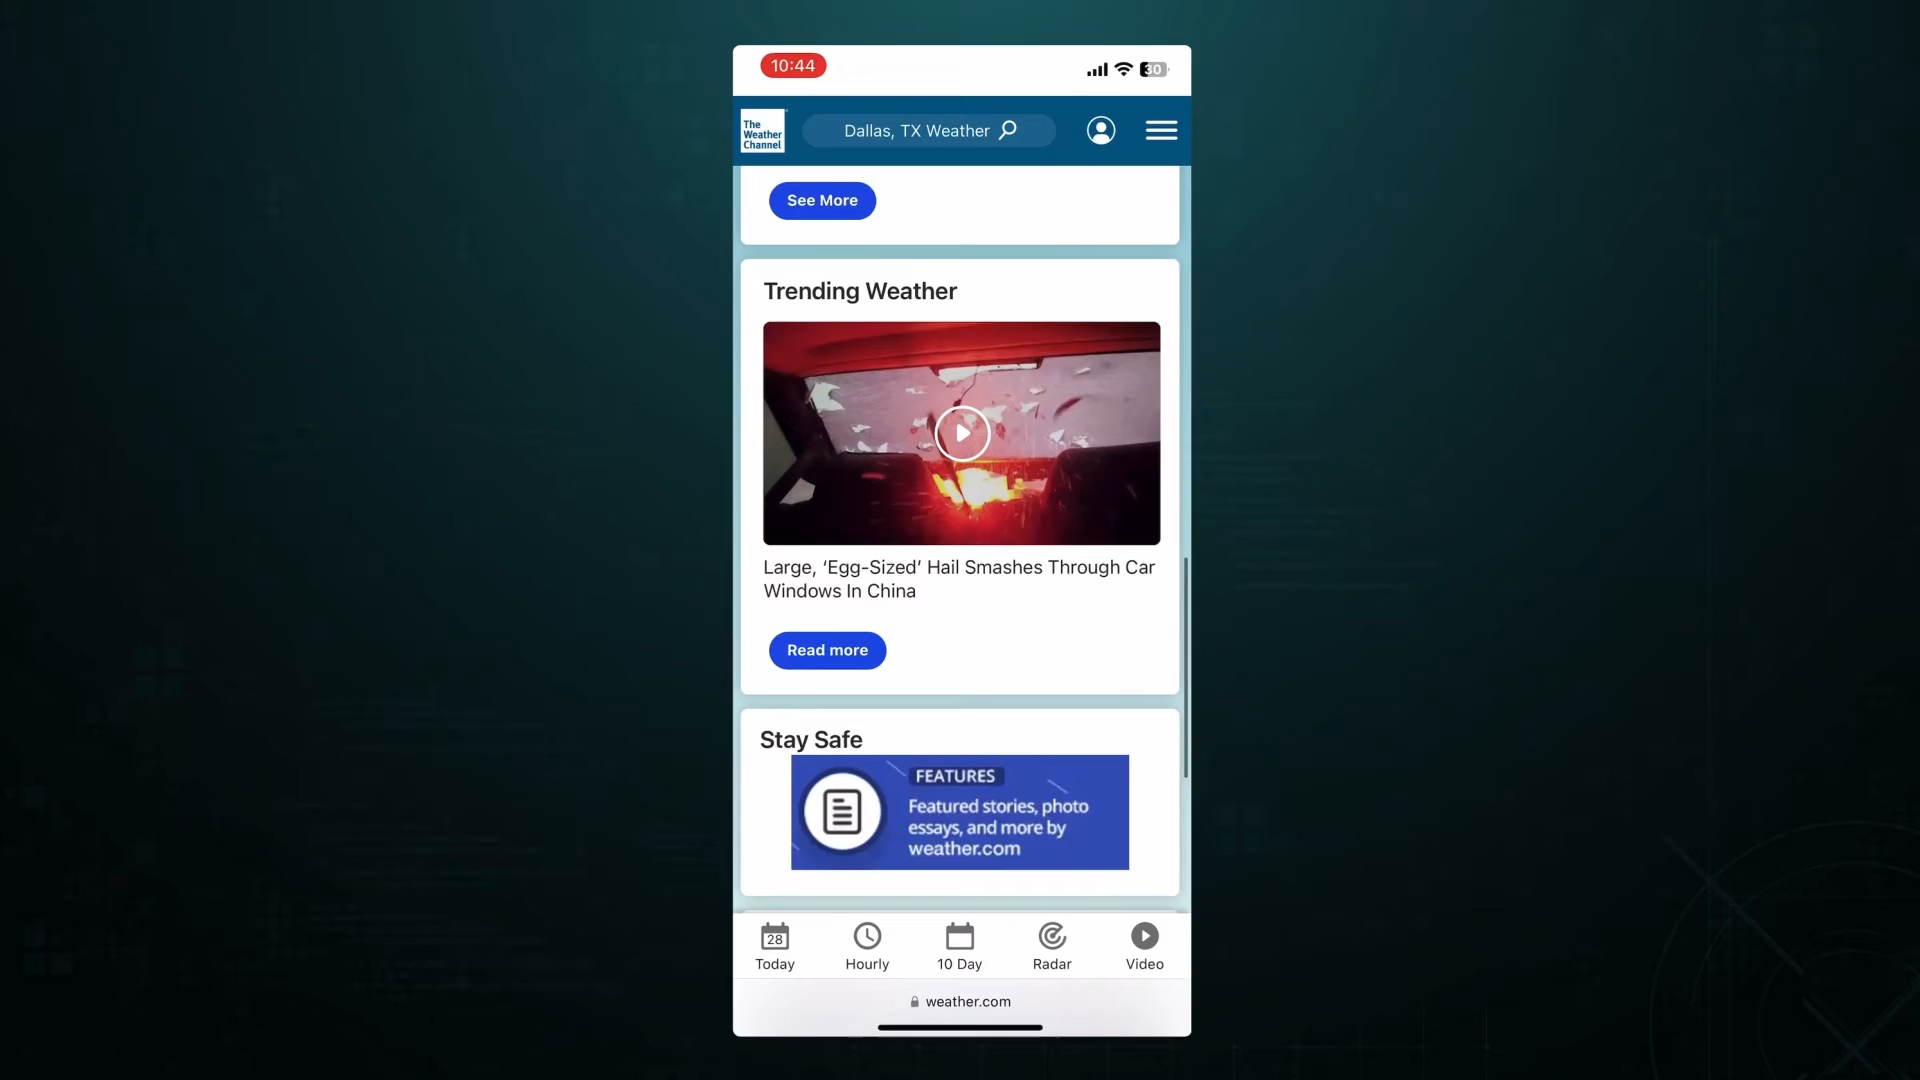 10:44
30
The
Weather
Channel
Dallas, TX Weather
See More
Trending Weather
Large, ‘Egg-Sized’ Hail Smashes Through Car
Windows In China
Read more
Stay Safe
FEATURES
Featured stories, photo
essays, and more by
weather.com
28
Today
Hourly
10 Day
Radar
Video
weather.com